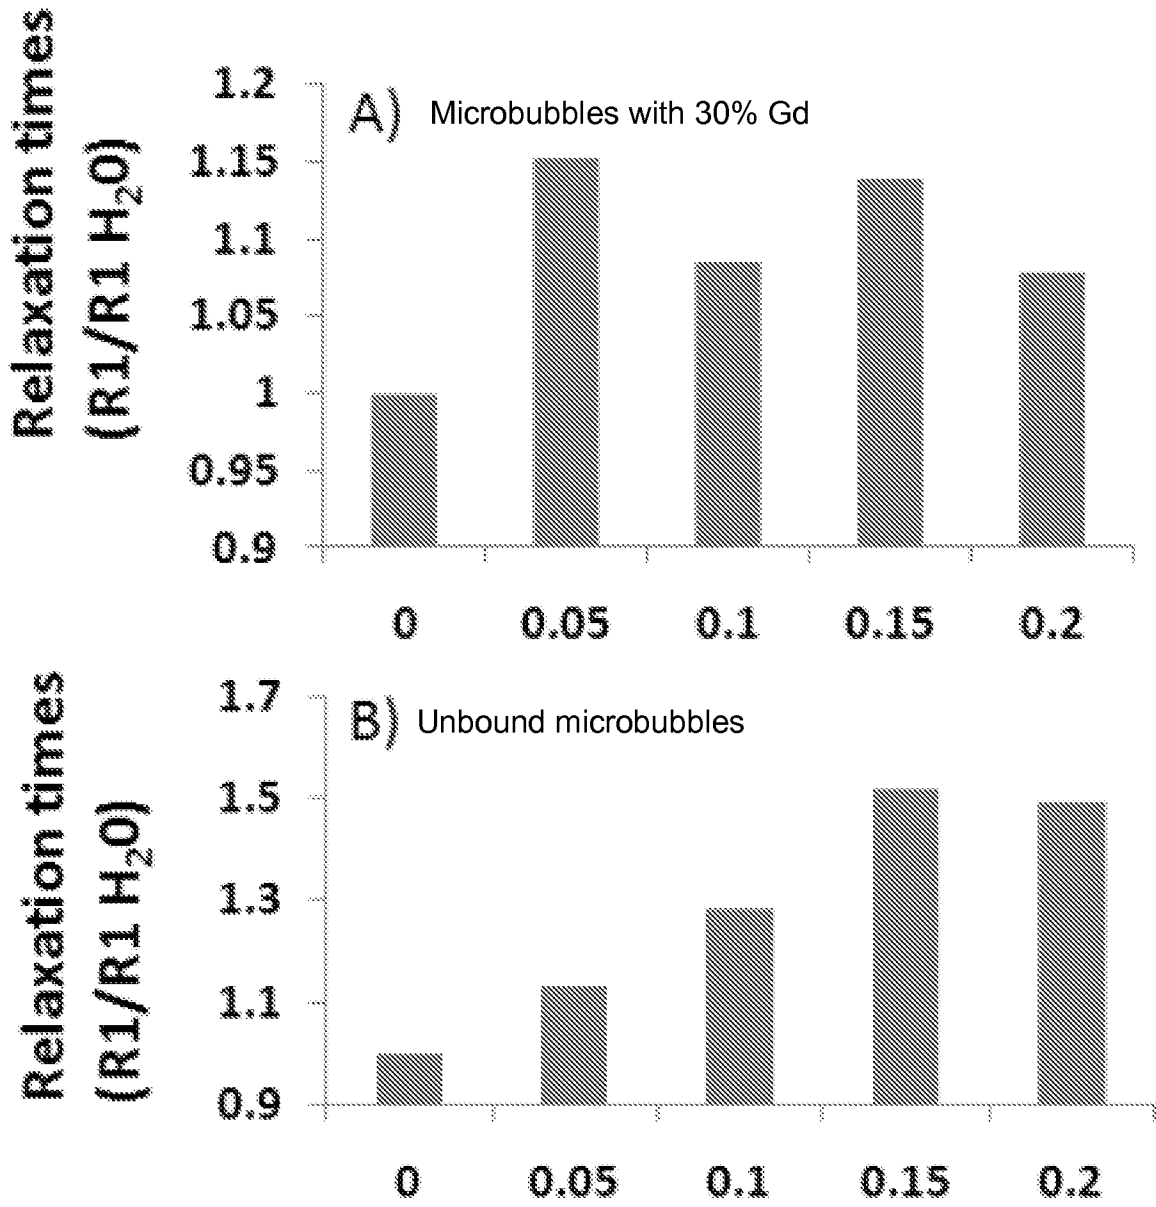 Relaxation times
(R1/R1 H₂0)
A) Microbubbles with 30% Gd
1.2
1.15
1.1
1.05
1
0.95
0.9
0 0.05 0.1 0.15 0.2
Relaxation times
(R1/R1 H₂0)
B) Unbound microbubbles
1.7
1.5
1.3
1.1
0.9
0 0.05 0.1 0.15 0.2